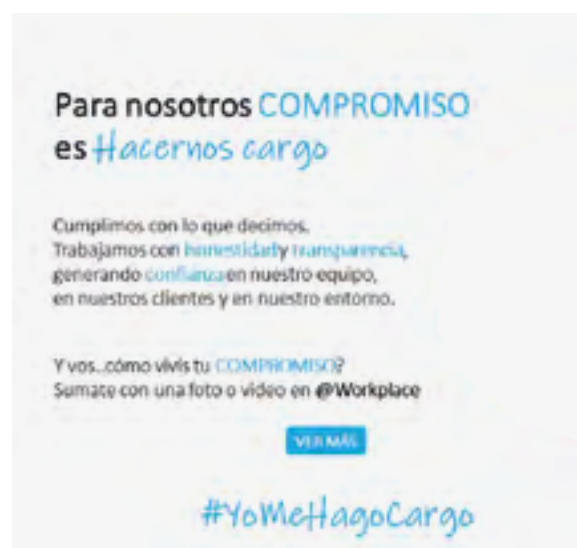 Para nosotros COMPROMISO
es Hacernos cargo
Cumplimos con lo que decimos.
Trabajamos con honestidad y transparencia,
generando confianza en nuestro equipo,
en nuestros clientes y en nuestro entorno.
Y vos..cómo vivís tu COMPROMISO?
Sumate con una foto o video en @Workplace
VER MÁS
#YoMeHagoCargo